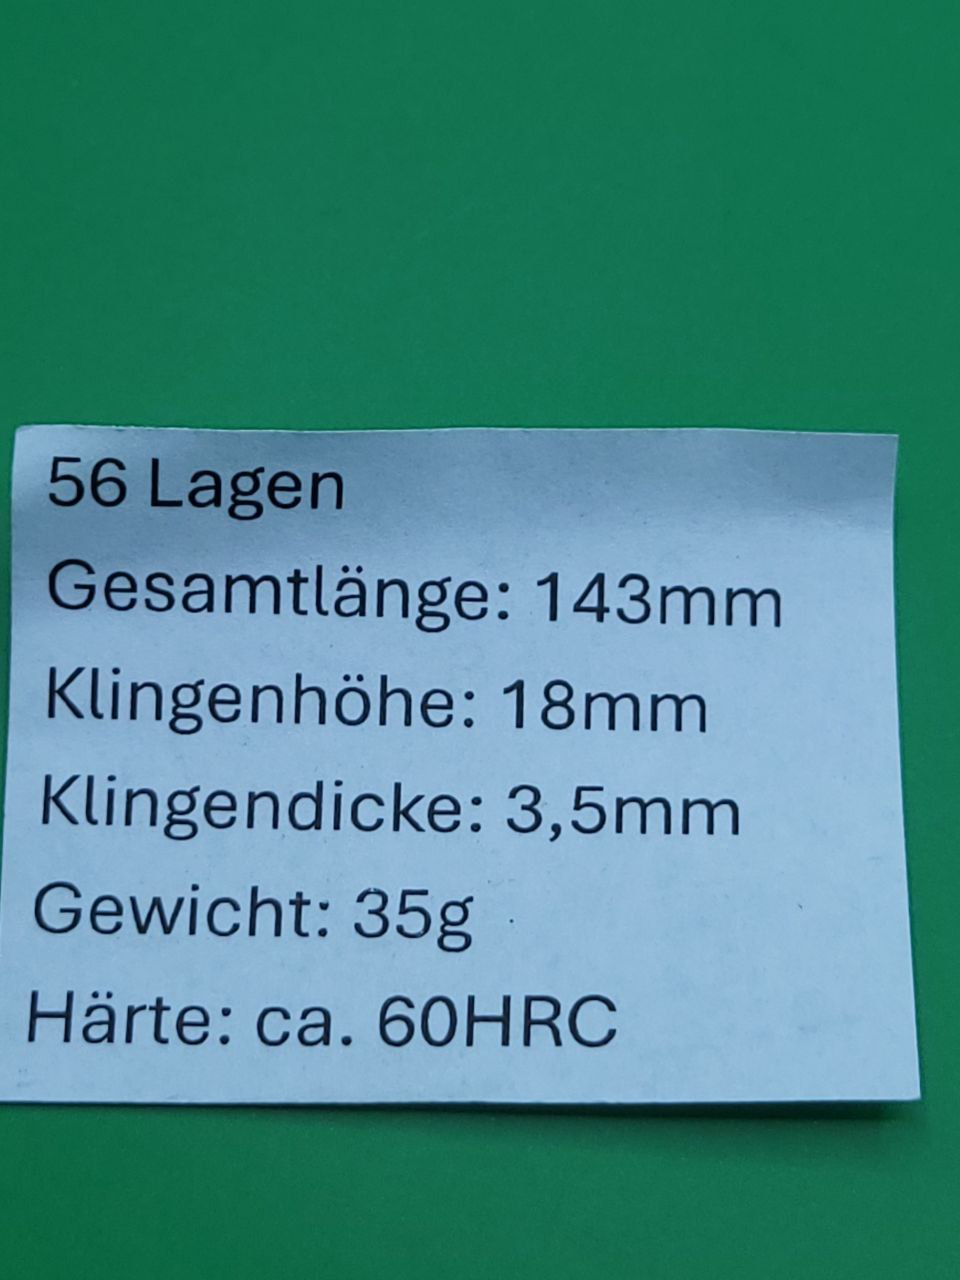 56 Lagen
Gesamtlänge: 143mm
Klingenhöhe: 18mm
Klingendicke: 3,5mm
Gewicht: 35g
Härte: ca. 60HRC